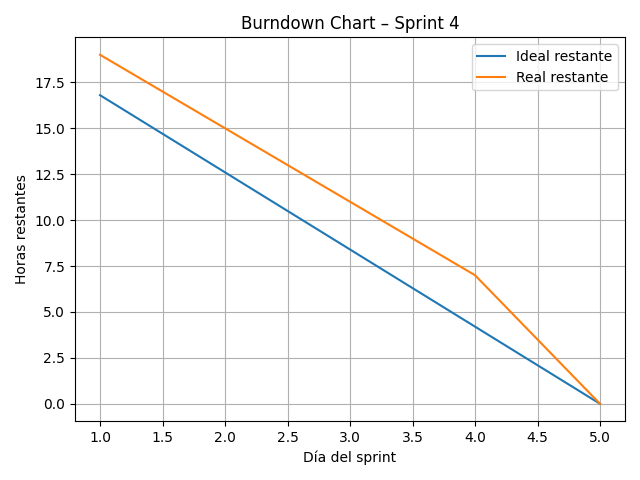 Burndown Chart – Sprint 4
Ideal restante
Real restante
Horas restantes
17.5
15.0
12.5
10.0
7.5
5.0
2.5
0.0
1.0 1.5 2.0 2.5 3.0 3.5 4.0 4.5 5.0
Día del sprint